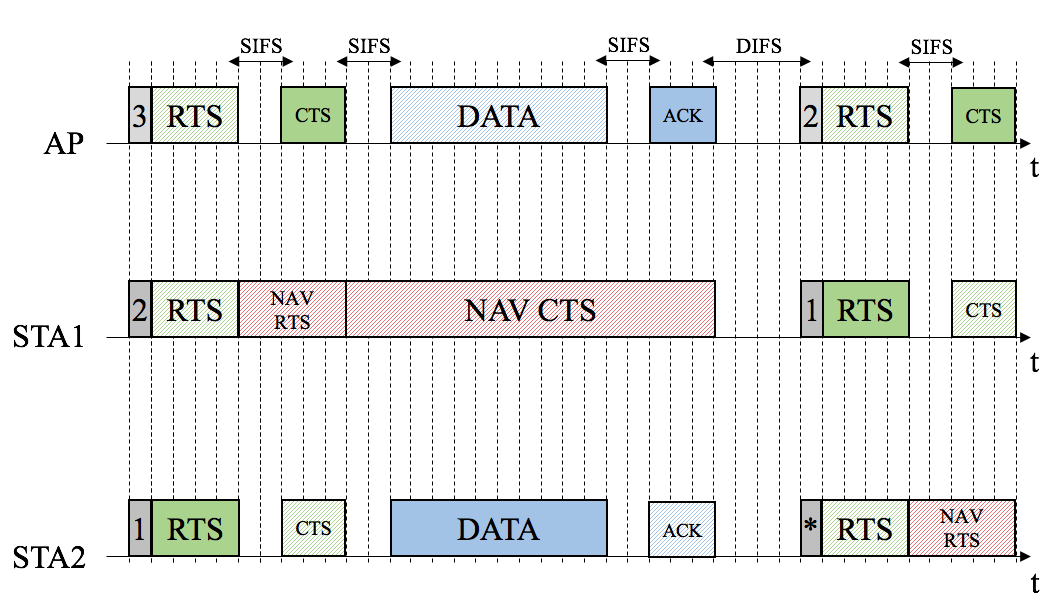 SIFS SIFS SIFS DIFS SIFS
3 RTS CTS DATA ACK 2 RTS CTS
AP
t
2 RTS NAV RTS NAV CTS 1 RTS CTS
STA1
t
1 RTS CTS DATA ACK * RTS NAV RTS
STA2
t